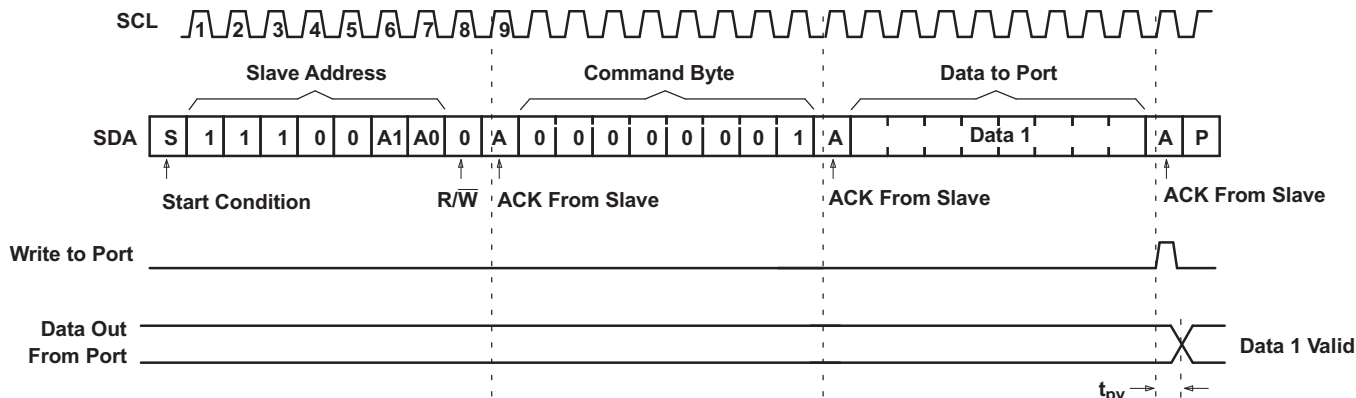 SCL 1 2 3 4 5 6 7 8 9
Slave Address Command Byte Data to Port
SDA S 1 1 1 0 0 A1 A0 0 A 0 0 0 0 0 0 0 1 A Data 1 A P
Start Condition R/W̅ ACK From Slave ACK From Slave ACK From Slave
Write to Port
Data Out
From Port
Data 1 Valid
tpv